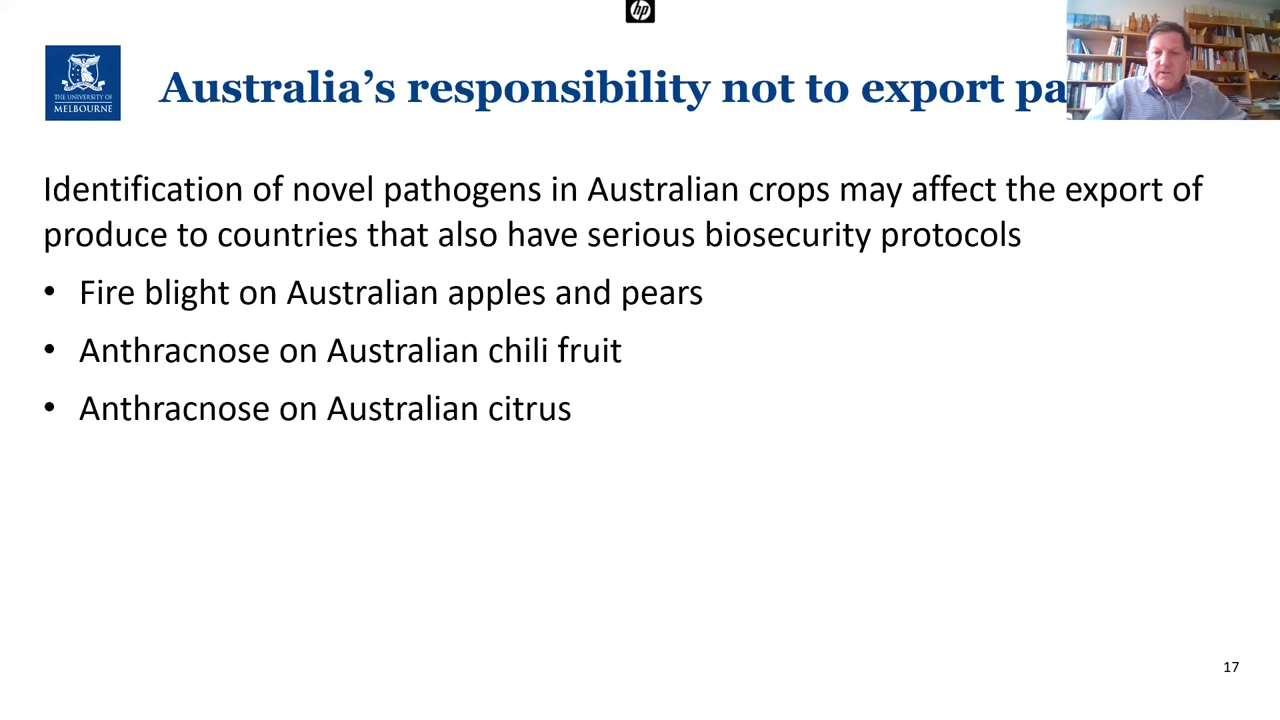 hp
THE UNIVERSITY OF
MELBOURNE
Australia's responsibility not to export pa
Identification of novel pathogens in Australian crops may affect the export of
produce to countries that also have serious biosecurity protocols
• Fire blight on Australian apples and pears
• Anthracnose on Australian chili fruit
• Anthracnose on Australian citrus
17